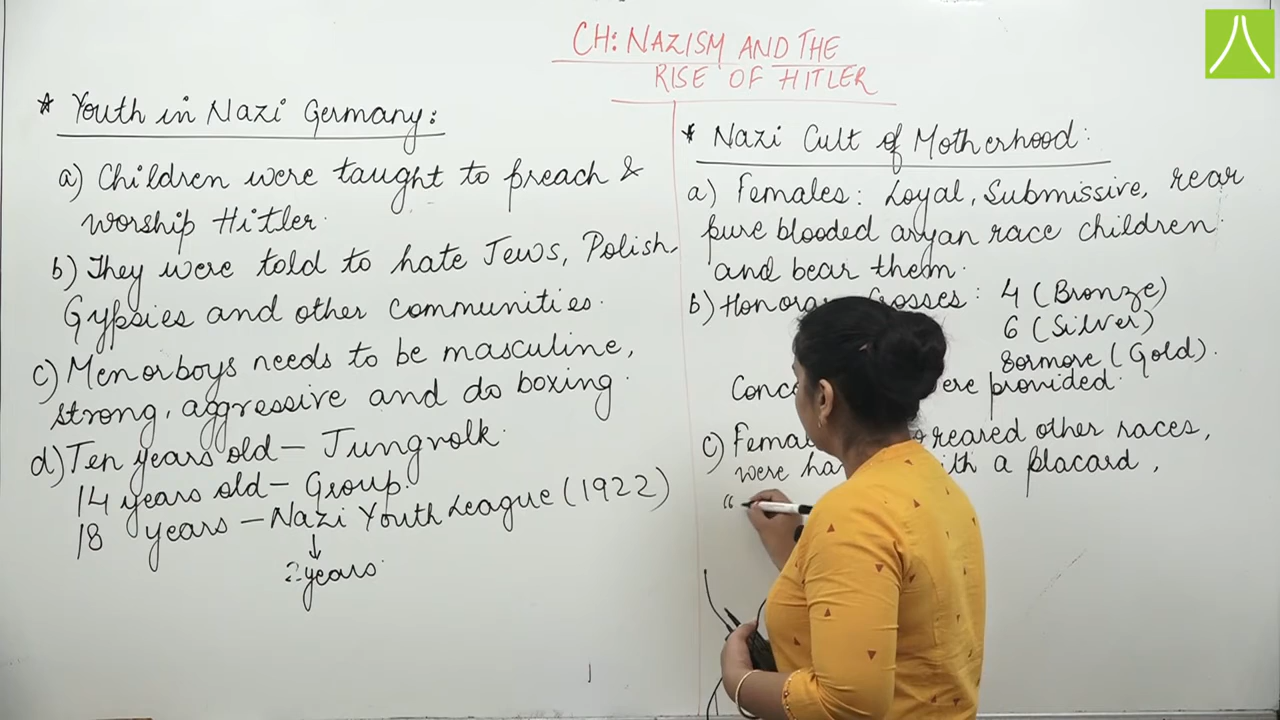 CH: NAZISM AND THE
RISE OF HITLER
* Youth in Nazi Germany:
a) Children were taught to preach &
worship Hitler.
b) They were told to hate Jews, Polish,
Gypsies and other communities.
c) Men or boys needs to be masculine,
strong, aggressive and do boxing.
d) Ten years old – Jungvolk.
14 years old – Group.
18 years – Nazi Youth League (1922)
↓
2 years.
* Nazi Cult of Motherhood:
a) Females: Loyal, Submissive, rear
pure blooded aryan race children
and bear them.
b) Crosses: 4 (Bronze)
6 (Silver)
8 or more (Gold).
were provided.
c) reared other races,
were with a placard,
"